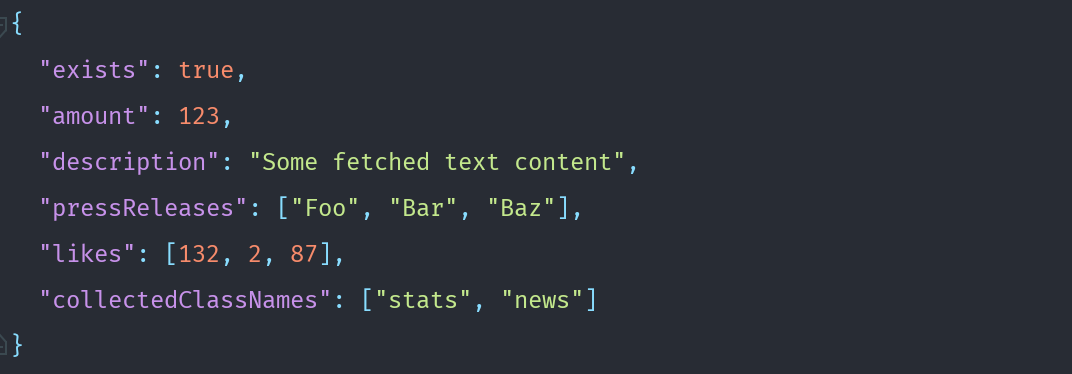 {
"exists": true,
"amount": 123,
"description": "Some fetched text content",
"pressReleases": ["Foo", "Bar", "Baz"],
"likes": [132, 2, 87],
"collectedClassNames": ["stats", "news"]
}